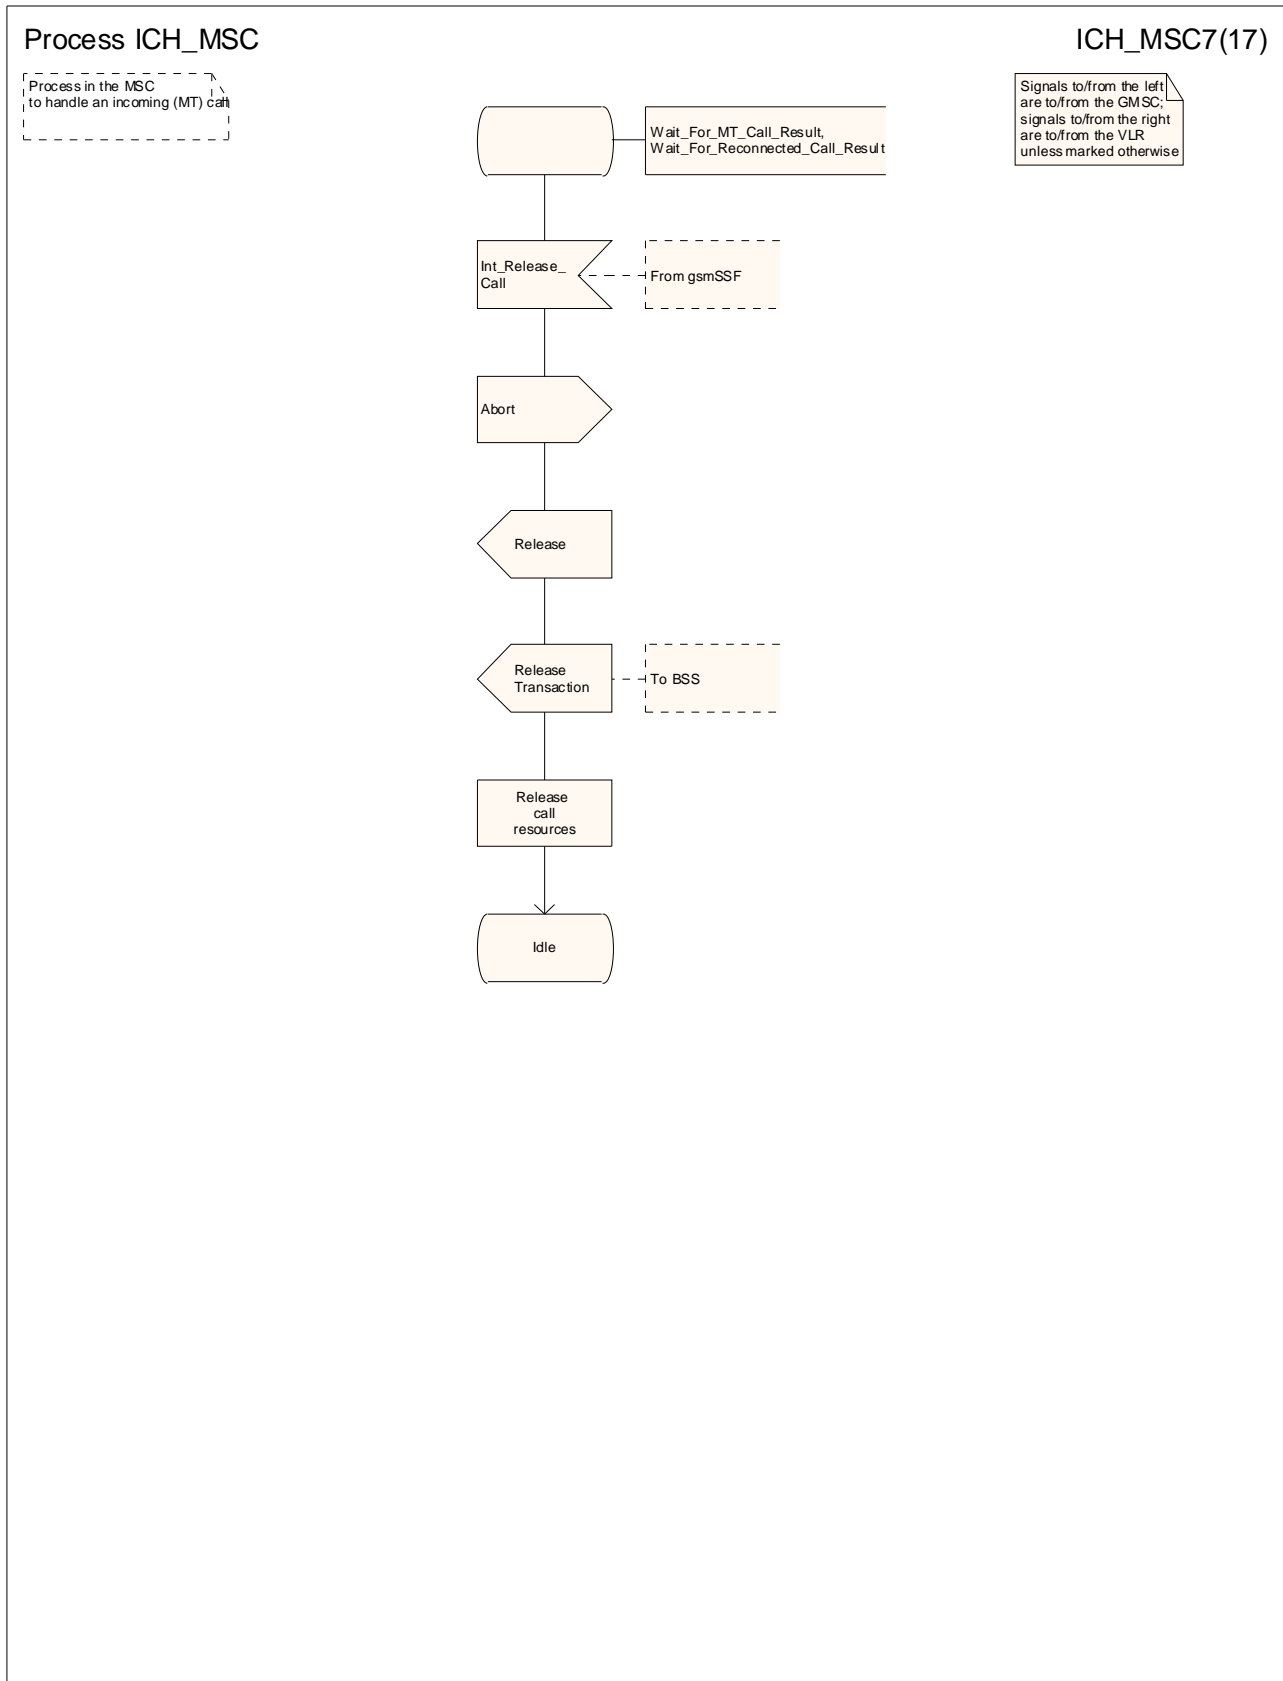 Process ICH_MSC
ICH_MSC7(17)
Process in the MSC
to handle an incoming (MT) call
Signals to/from the left
are to/from the GMSC;
signals to/from the right
are to/from the VLR
unless marked otherwise
Wait_For_MT_Call_Result,
Wait_For_Reconnected_Call_Result
Int_Release_
Call
From gsmSSF
Abort
Release
Release
Transaction
To BSS
Release
call
resources
Idle